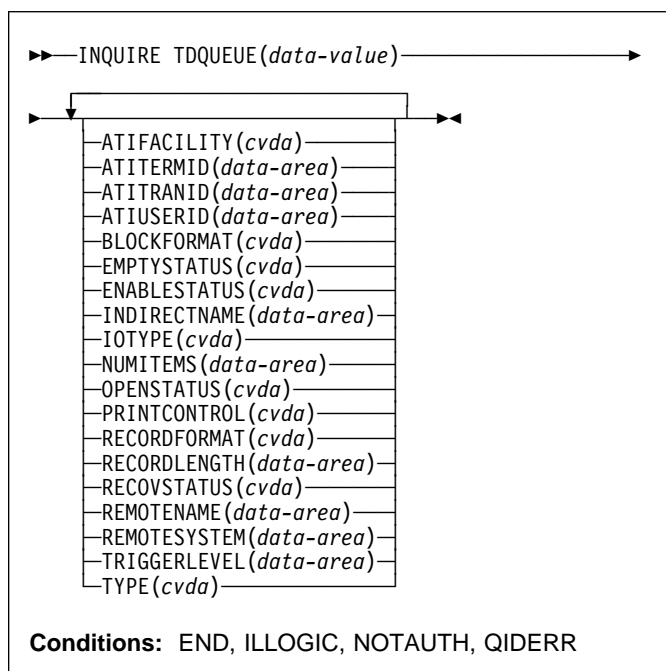 INQUIRE TDQUEUE(data-value)
ATIFACILITY(cvda)
ATITERMID(data-area)
ATITRANID(data-area)
ATIUSERID(data-area)
BLOCKFORMAT(cvda)
EMPTYSTATUS(cvda)
ENABLESTATUS(cvda)
INDIRECTNAME(data-area)
IOTYPE(cvda)
NUMITEMS(data-area)
OPENSTATUS(cvda)
PRINTCONTROL(cvda)
RECORDFORMAT(cvda)
RECORDLENGTH(data-area)
RECOVSTATUS(cvda)
REMOTENAME(data-area)
REMOTESYSTEM(data-area)
TRIGGERLEVEL(data-area)
TYPE(cvda)
Conditions: END, ILLOGIC, NOTAUTH, QIDERR